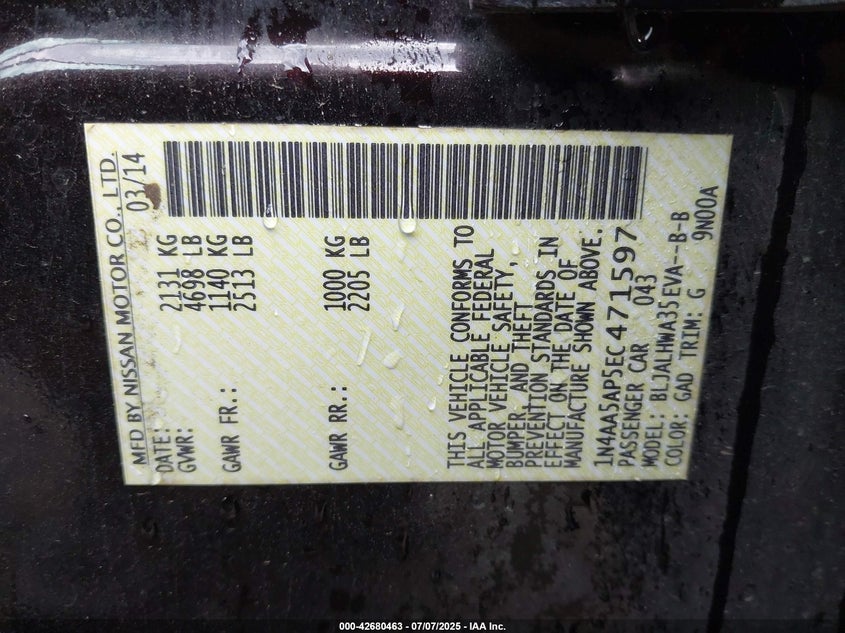 MFD BY NISSAN MOTOR CO., LTD.
DATE: 03/14
GVWR: 2131 KG
4698 LB
GAWR FR.: 1140 KG
2513 LB
GAWR RR.: 1000 KG
2205 LB
THIS VEHICLE CONFORMS TO
ALL APPLICABLE FEDERAL
MOTOR VEHICLE SAFETY,
BUMPER, AND THEFT
PREVENTION STANDARDS IN
EFFECT ON THE DATE OF
MANUFACTURE SHOWN ABOVE.
1N4AA5AP5EC471597
PASSENGER CAR 043
MODEL: BLJALHWA35EVA---B-B
COLOR: GAD TRIM: G 9N00A
000-42680463 - 07/07/2025 - IAA Inc.